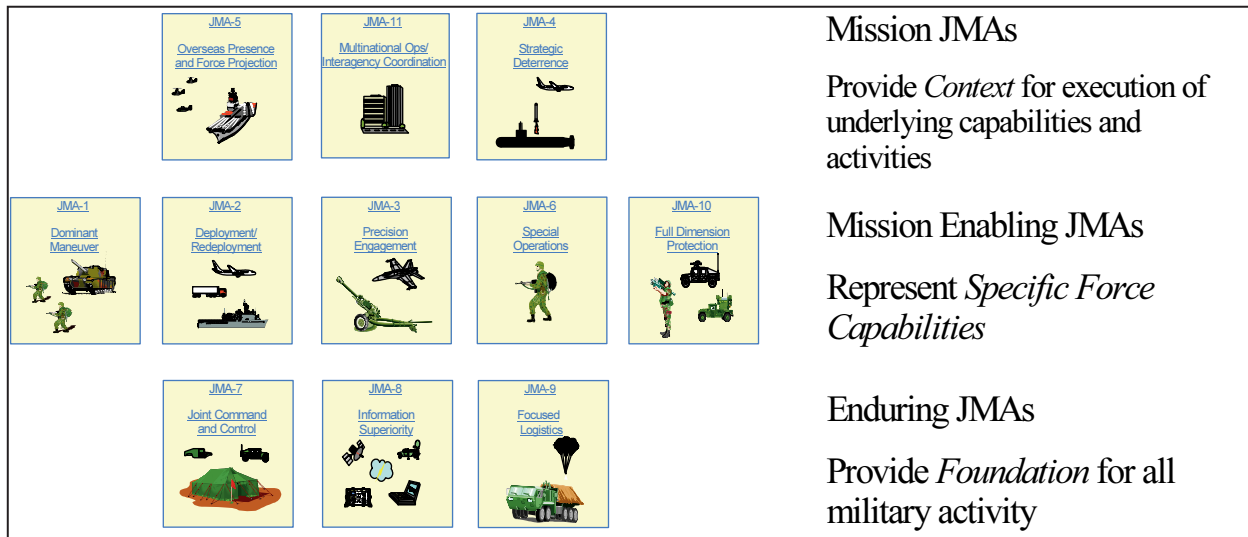 JMA-5
Overseas Presence
and Force Projection
JMA-11
Multinational Ops/
Interagency Coordination
JMA-4
Strategic
Deterrence
Mission JMAs
Provide Context for execution of
underlying capabilities and
activities
JMA-1
Dominant
Maneuver
JMA-2
Deployment/
Redeployment
JMA-3
Precision
Engagement
JMA-6
Special
Operations
JMA-10
Full Dimension
Protection
Mission Enabling JMAs
Represent Specific Force
Capabilities
JMA-7
Joint Command
and Control
JMA-8
Information
Superiority
JMA-9
Focused
Logistics
Enduring JMAs
Provide Foundation for all
military activity